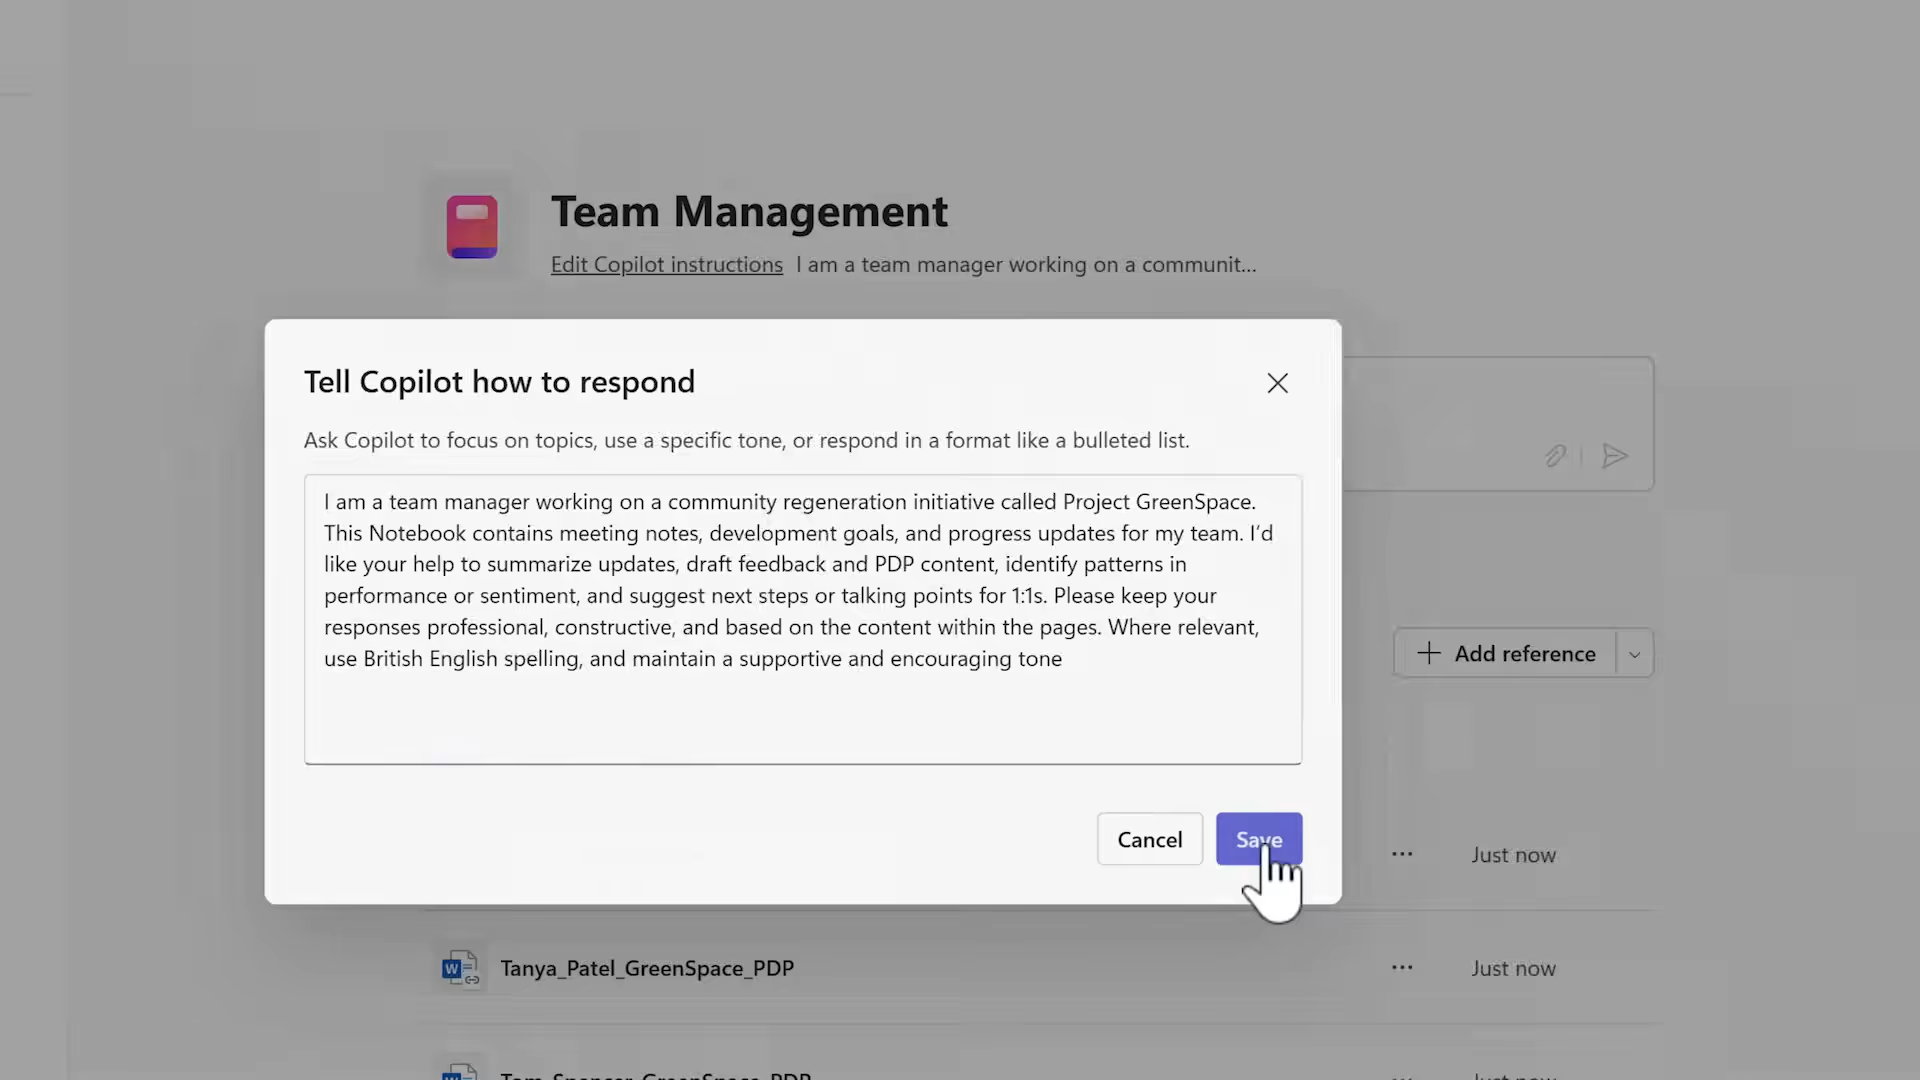 Team Management
Edit Copilot instructions I am a team manager working on a communit...
Tell Copilot how to respond
Ask Copilot to focus on topics, use a specific tone, or respond in a format like a bulleted list.
I am a team manager working on a community regeneration initiative called Project GreenSpace.
This Notebook contains meeting notes, development goals, and progress updates for my team. I'd
like your help to summarize updates, draft feedback and PDP content, identify patterns in
performance or sentiment, and suggest next steps or talking points for 1:1s. Please keep your
responses professional, constructive, and based on the content within the pages. Where relevant,
use British English spelling, and maintain a supportive and encouraging tone
Add reference
Cancel
Save
Just now
W
Tanya_Patel_GreenSpace_PDP
Just now
Tom_Spencer_GreenSpace_PDP
Just now